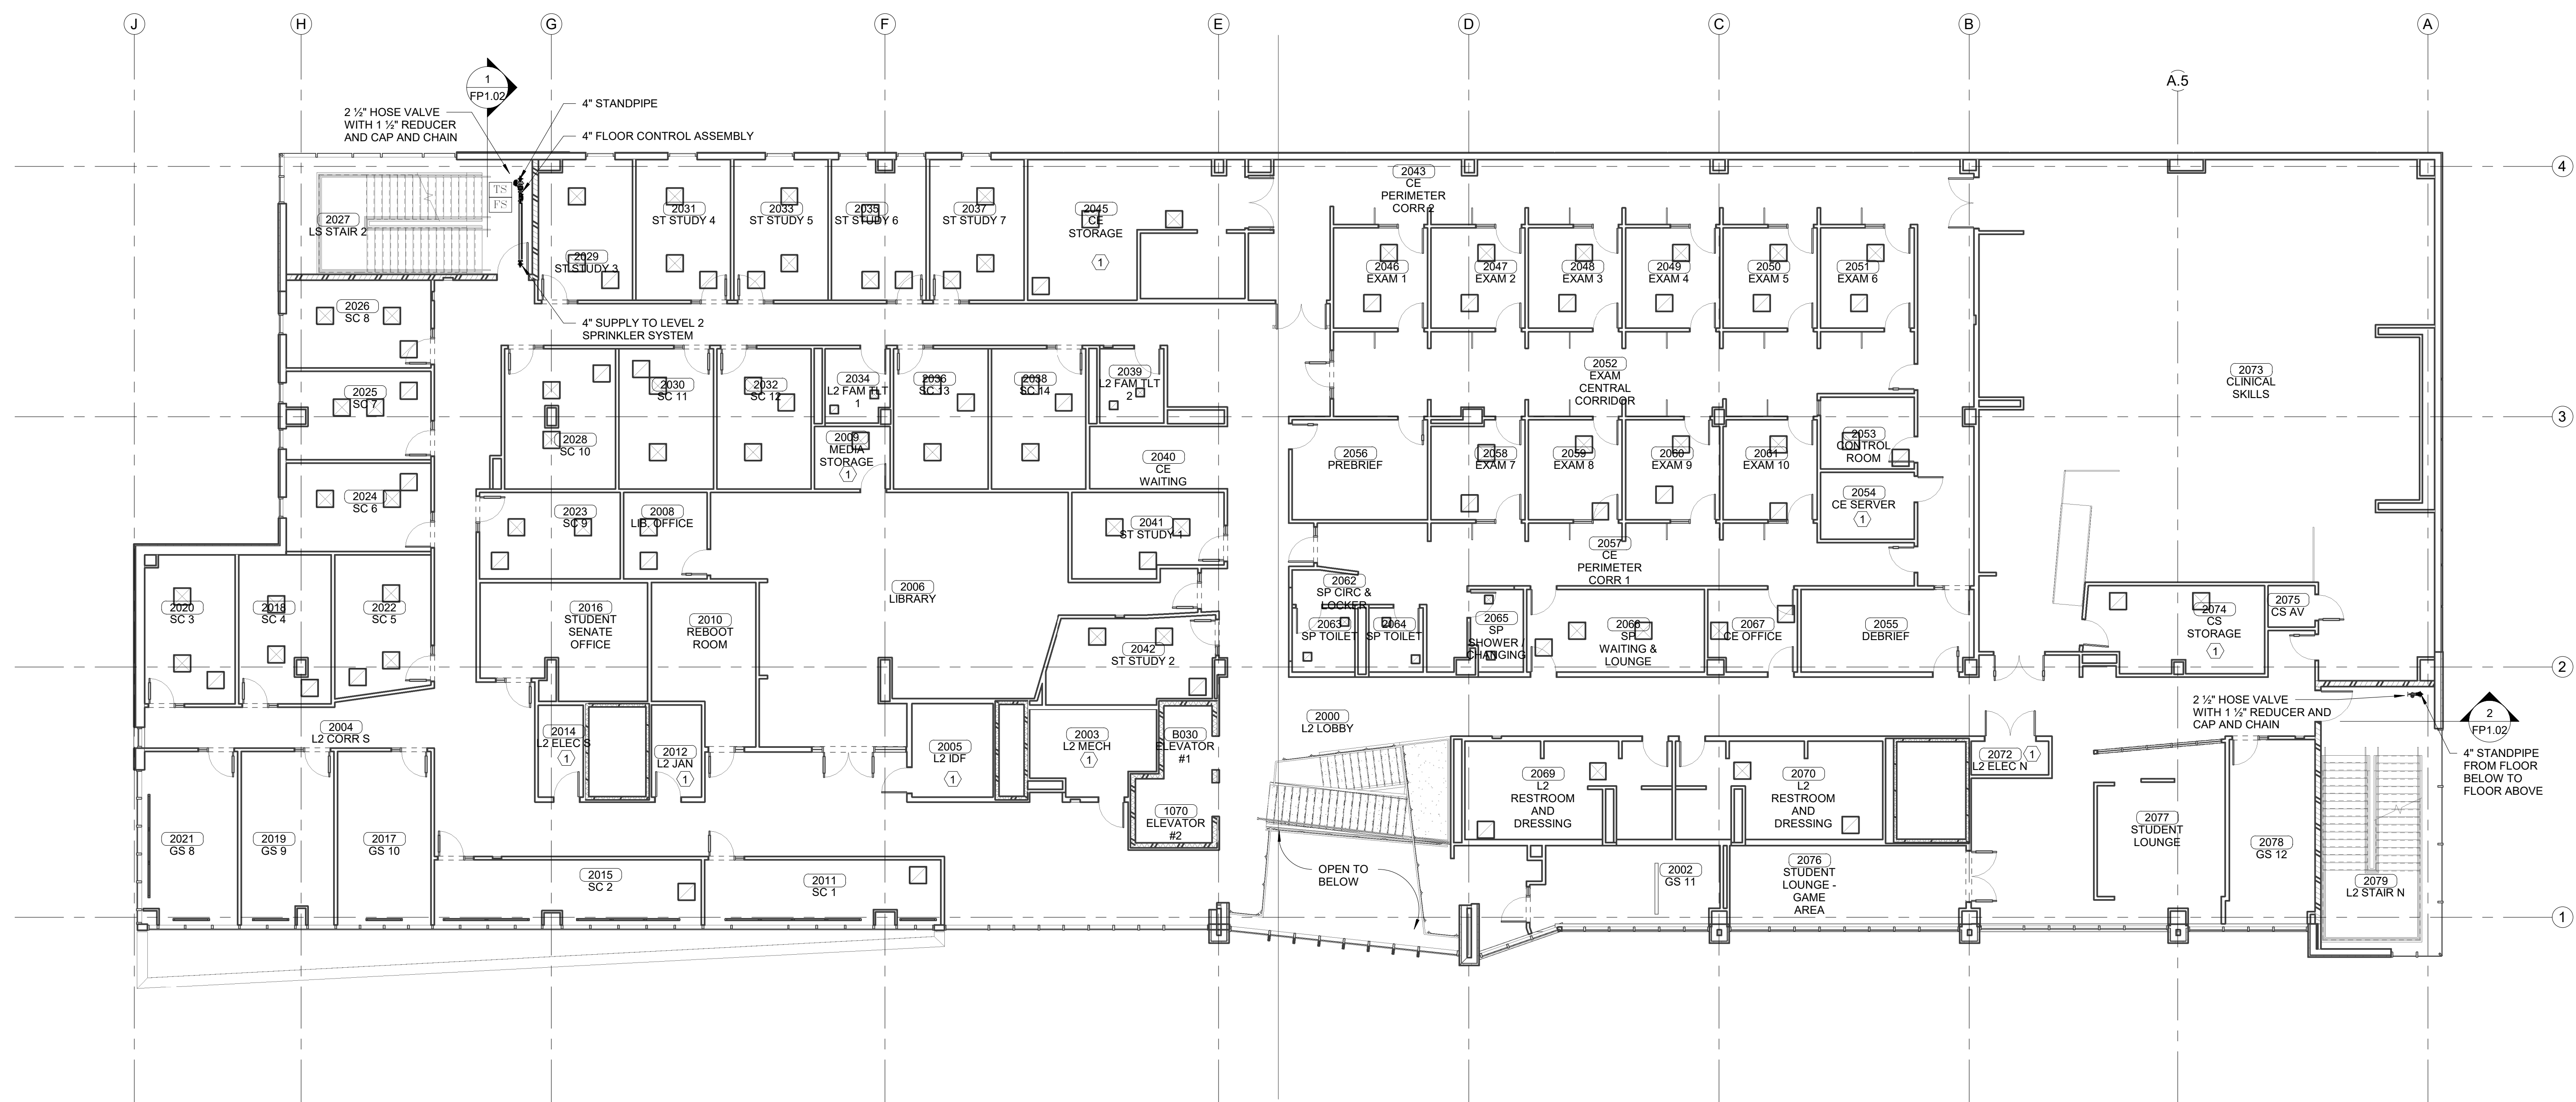 J
H
G
F
E
D
C
B
A.5
A
4
3
2
1
1
FP1.02
2 ½" HOSE VALVE
WITH 1 ½" REDUCER
AND CAP AND CHAIN
4" STANDPIPE
4" FLOOR CONTROL ASSEMBLY
TS
FS
2027
LS STAIR 2
2029
ST STUDY 3
2031
ST STUDY 4
2033
ST STUDY 5
2035
ST STUDY 6
2037
ST STUDY 7
2045
CE
STORAGE
1
2043
CE
PERIMETER
CORR 2
2046
EXAM 1
2047
EXAM 2
2048
EXAM 3
2049
EXAM 4
2050
EXAM 5
2051
EXAM 6
4" SUPPLY TO LEVEL 2
SPRINKLER SYSTEM
2026
SC 8
2025
SC 7
2024
SC 6
2028
SC 10
2030
SC 11
2032
SC 12
2034
L2 FAM TLT
1
2036
SC 13
2038
SC 14
2039
L2 FAM TLT
2
2009
MEDIA
STORAGE
1
2040
CE
WAITING
2052
EXAM
CENTRAL
CORRIDOR
2073
CLINICAL
SKILLS
2056
PREBRIEF
2058
EXAM 7
2059
EXAM 8
2060
EXAM 9
2061
EXAM 10
2053
CONTROL
ROOM
2054
CE SERVER
1
2023
SC 9
2008
LIB. OFFICE
2041
ST STUDY 1
2057
CE
PERIMETER
CORR 1
2006
LIBRARY
2020
SC 3
2018
SC 4
2022
SC 5
2016
STUDENT
SENATE
OFFICE
2010
REBOOT
ROOM
2042
ST STUDY 2
2062
SP CIRC &
LOCKER
2063
SP TOILET
2064
SP TOILET
2065
SP
SHOWER /
CHANGING
2066
SP
WAITING &
LOUNGE
2067
CE OFFICE
2055
DEBRIEF
2074
CS
STORAGE
1
2075
CS AV
2004
L2 CORR S
2014
L2 ELEC S
1
2012
L2 JAN
1
2005
L2 IDF
1
2003
L2 MECH
1
B030
ELEVATOR
#1
1070
ELEVATOR
#2
2000
L2 LOBBY
2 ½" HOSE VALVE
WITH 1 ½" REDUCER AND
CAP AND CHAIN
2
FP1.02
4" STANDPIPE
FROM FLOOR
BELOW TO
FLOOR ABOVE
2069
L2
RESTROOM
AND
DRESSING
2070
L2
RESTROOM
AND
DRESSING
2072
L2 ELEC N
1
2021
GS 8
2019
GS 9
2017
GS 10
2015
SC 2
2011
SC 1
OPEN TO
BELOW
2002
GS 11
2076
STUDENT
LOUNGE -
GAME
AREA
2077
STUDENT
LOUNGE
2078
GS 12
2079
L2 STAIR N